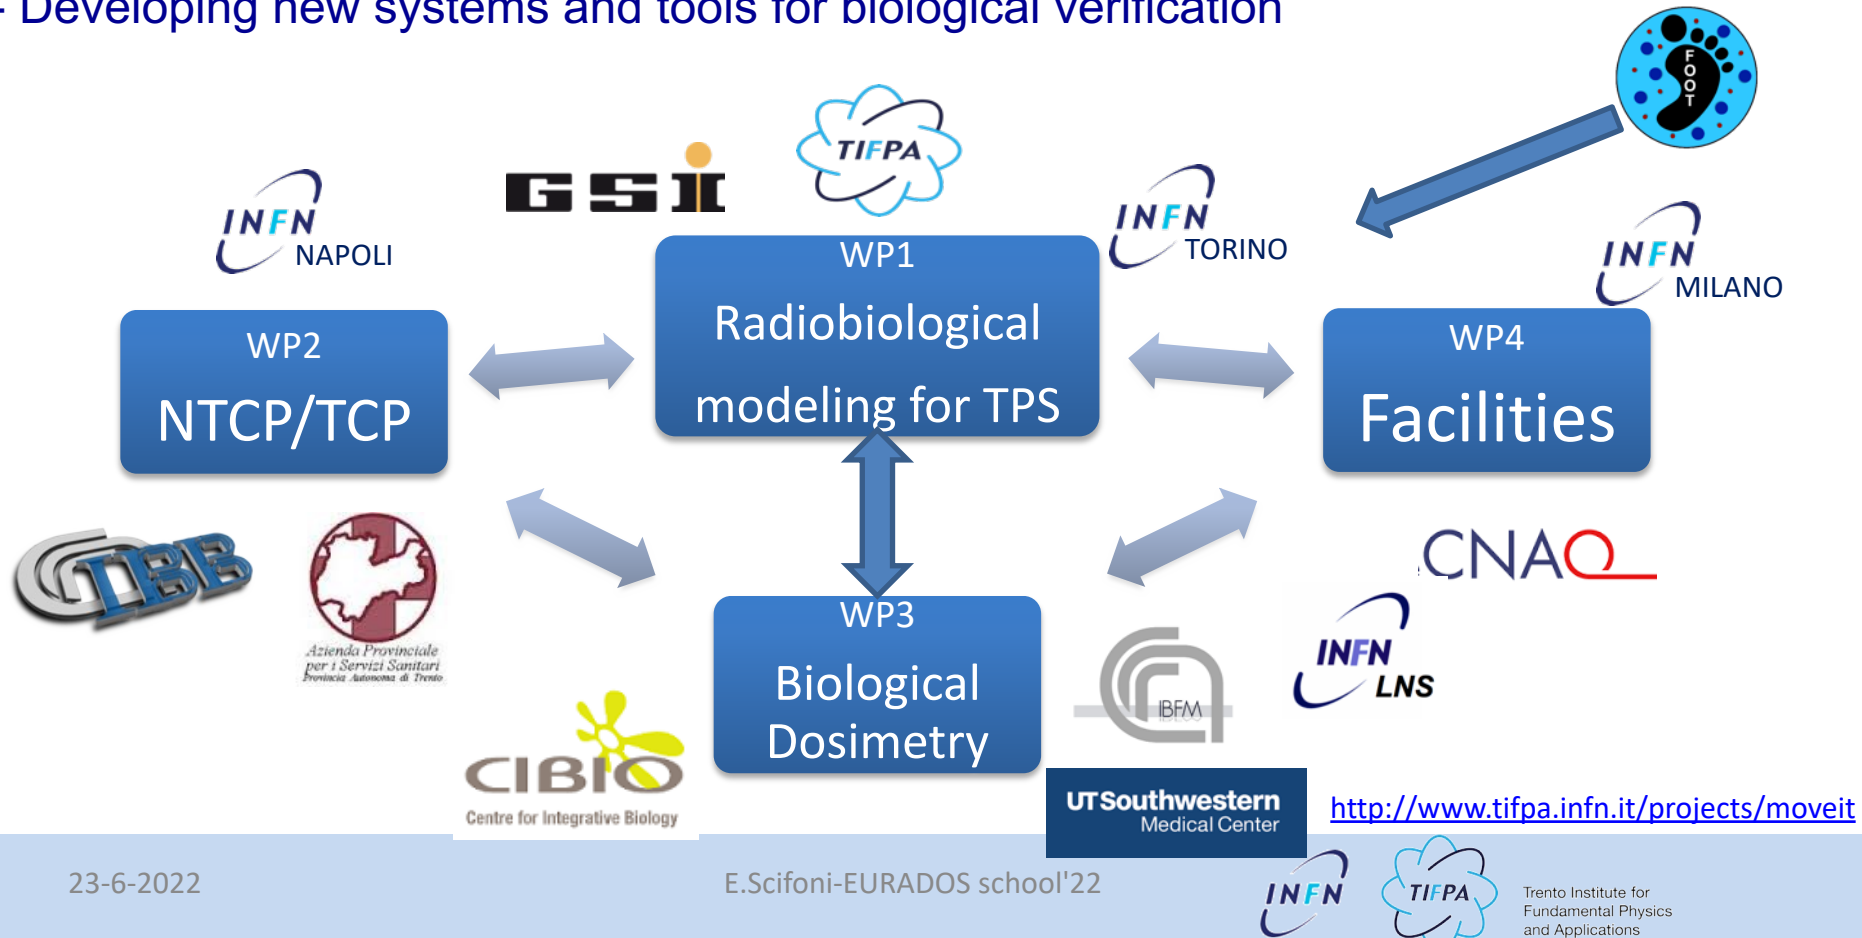 - Developing new systems and tools for biological verification
FOOT
TIFPA
GSI
INFN
NAPOLI
INFN
TORINO
INFN
MILANO
WP1
Radiobiological
modeling for TPS
WP2
NTCP/TCP
WP4
Facilities
IBB
Azienda Provinciale
per i Servizi Sanitari
Provincia Autonoma di Trento
CNAO
WP3
Biological
Dosimetry
IBFM
INFN
LNS
CIBIO
Centre for Integrative Biology
UT Southwestern
Medical Center
http://www.tifpa.infn.it/projects/moveit
23-6-2022
E.Scifoni-EURADOS school'22
INFN
TIFPA
Trento Institute for
Fundamental Physics
and Applications